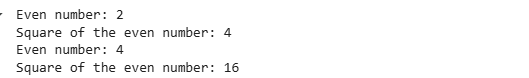 Even number: 2
Square of the even number: 4
Even number: 4
Square of the even number: 16